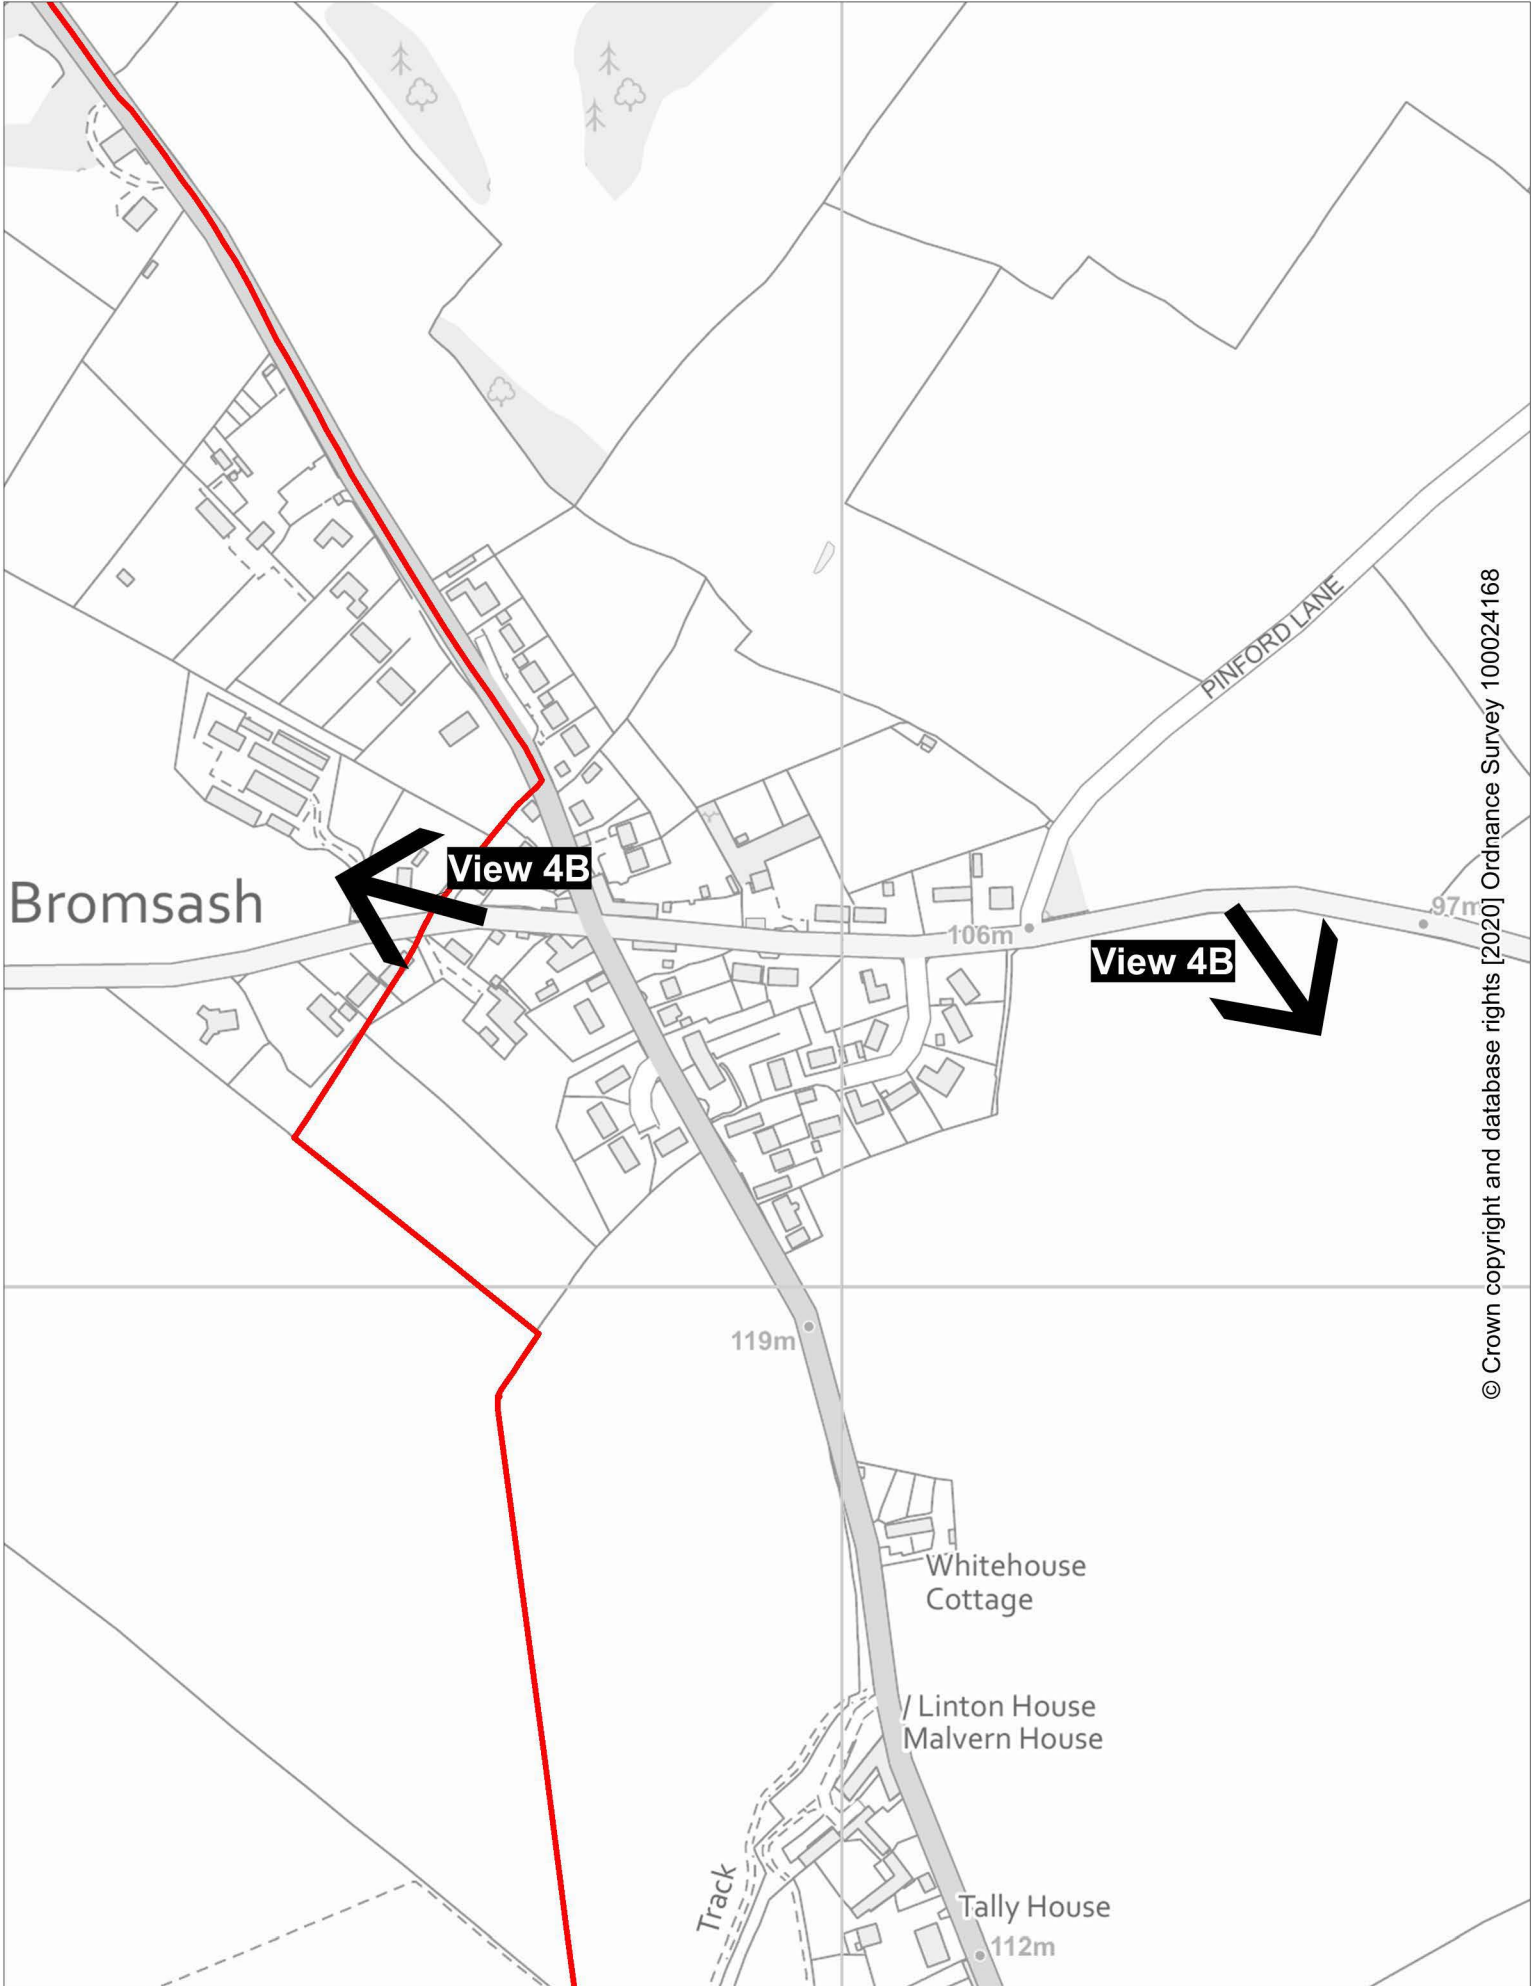 PINFORD LANE
View 4B
Bromsash
97m
106m
View 4B
© Crown copyright and database rights [2020] Ordnance Survey 100024168
119m
Whitehouse
Cottage
Linton House
Malvern House
Track
Tally House
112m